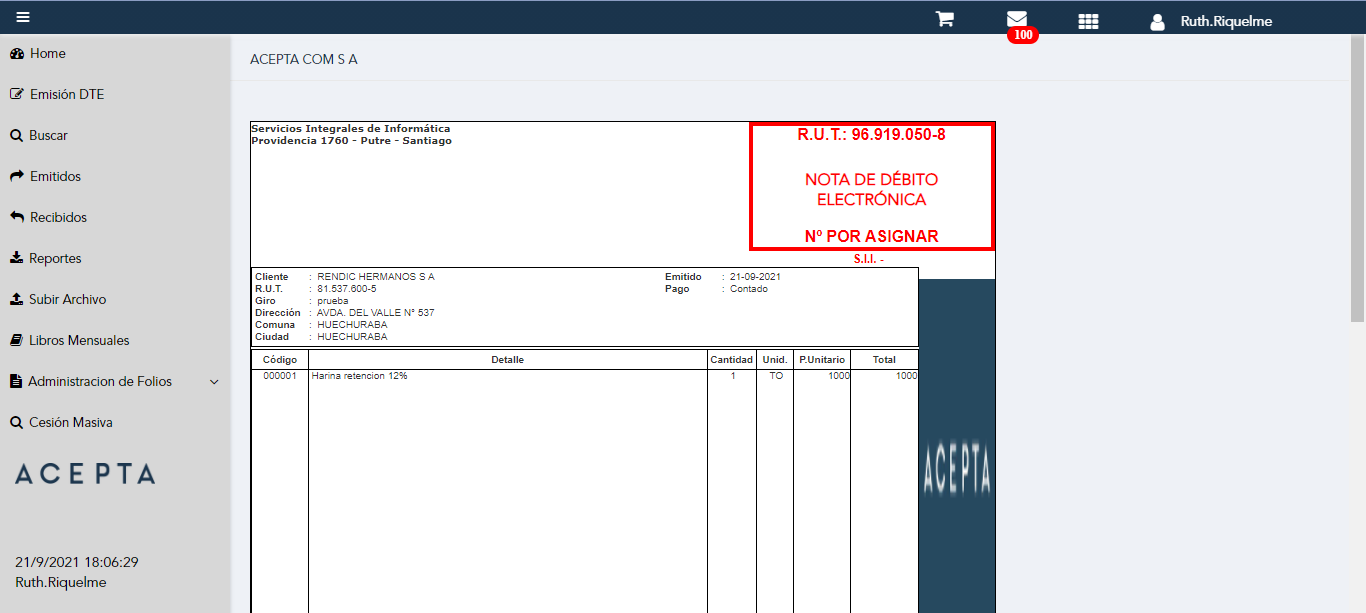 Ruth.Riquelme
100
Home
Emisión DTE
Buscar
Emitidos
Recibidos
Reportes
Subir Archivo
Libros Mensuales
Administracion de Folios
Cesión Masiva
ACEPTA
21/9/2021 18:06:29
Ruth.Riquelme
ACEPTA COM S A
Servicios Integrales de Informática
Providencia 1760 - Putre - Santiago
R.U.T.: 96.919.050-8
NOTA DE DÉBITO
ELECTRÓNICA
Nº POR ASIGNAR
S.I.I. -
Cliente : RENDIC HERMANOS S A Emitido : 21-09-2021
R.U.T. : 81.537.600-5 Pago : Contado
Giro : prueba
Dirección : AVDA. DEL VALLE N° 537
Comuna : HUECHURABA
Ciudad : HUECHURABA
Código Detalle Cantidad Unid. P.Unitario Total
000001 Harina retencion 12% 1 TO 1000 1000
ACEPTA